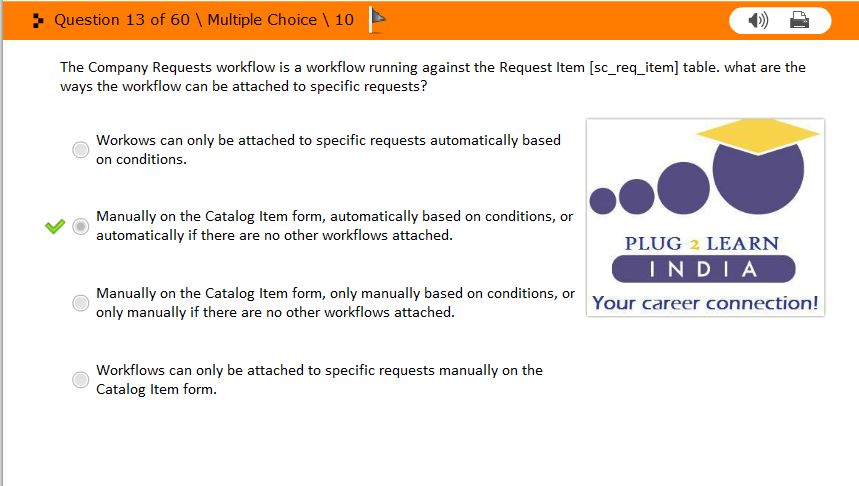 Question 13 of 60 \ Multiple Choice \ 10
The Company Requests workflow is a workflow running against the Request Item [sc_req_item] table. what are the
ways the workflow can be attached to specific requests?
Workows can only be attached to specific requests automatically based
on conditions.
Manually on the Catalog Item form, automatically based on conditions, or
automatically if there are no other workflows attached.
Manually on the Catalog Item form, only manually based on conditions, or
only manually if there are no other workflows attached.
Workflows can only be attached to specific requests manually on the
Catalog Item form.
PLUG 2 LEARN
INDIA
Your career connection!